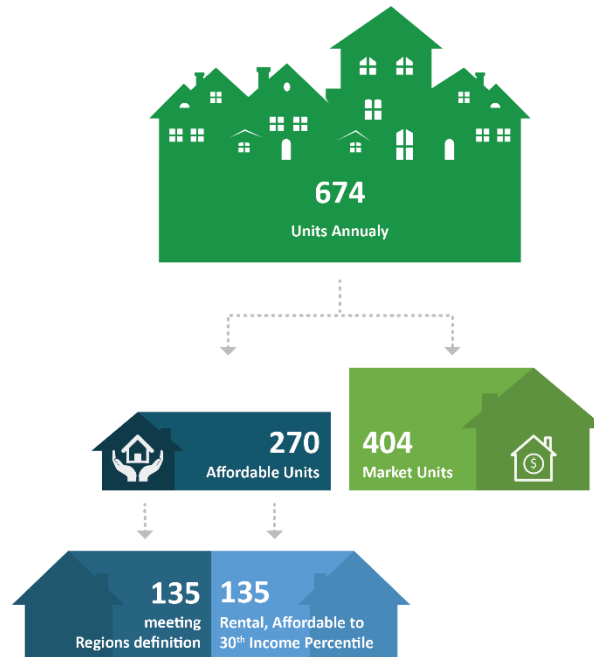 674
Units Annualy
270
Affordable Units
404
Market Units
$
135
meeting
Regions definition
135
Rental, Affordable to
30th Income Percentile